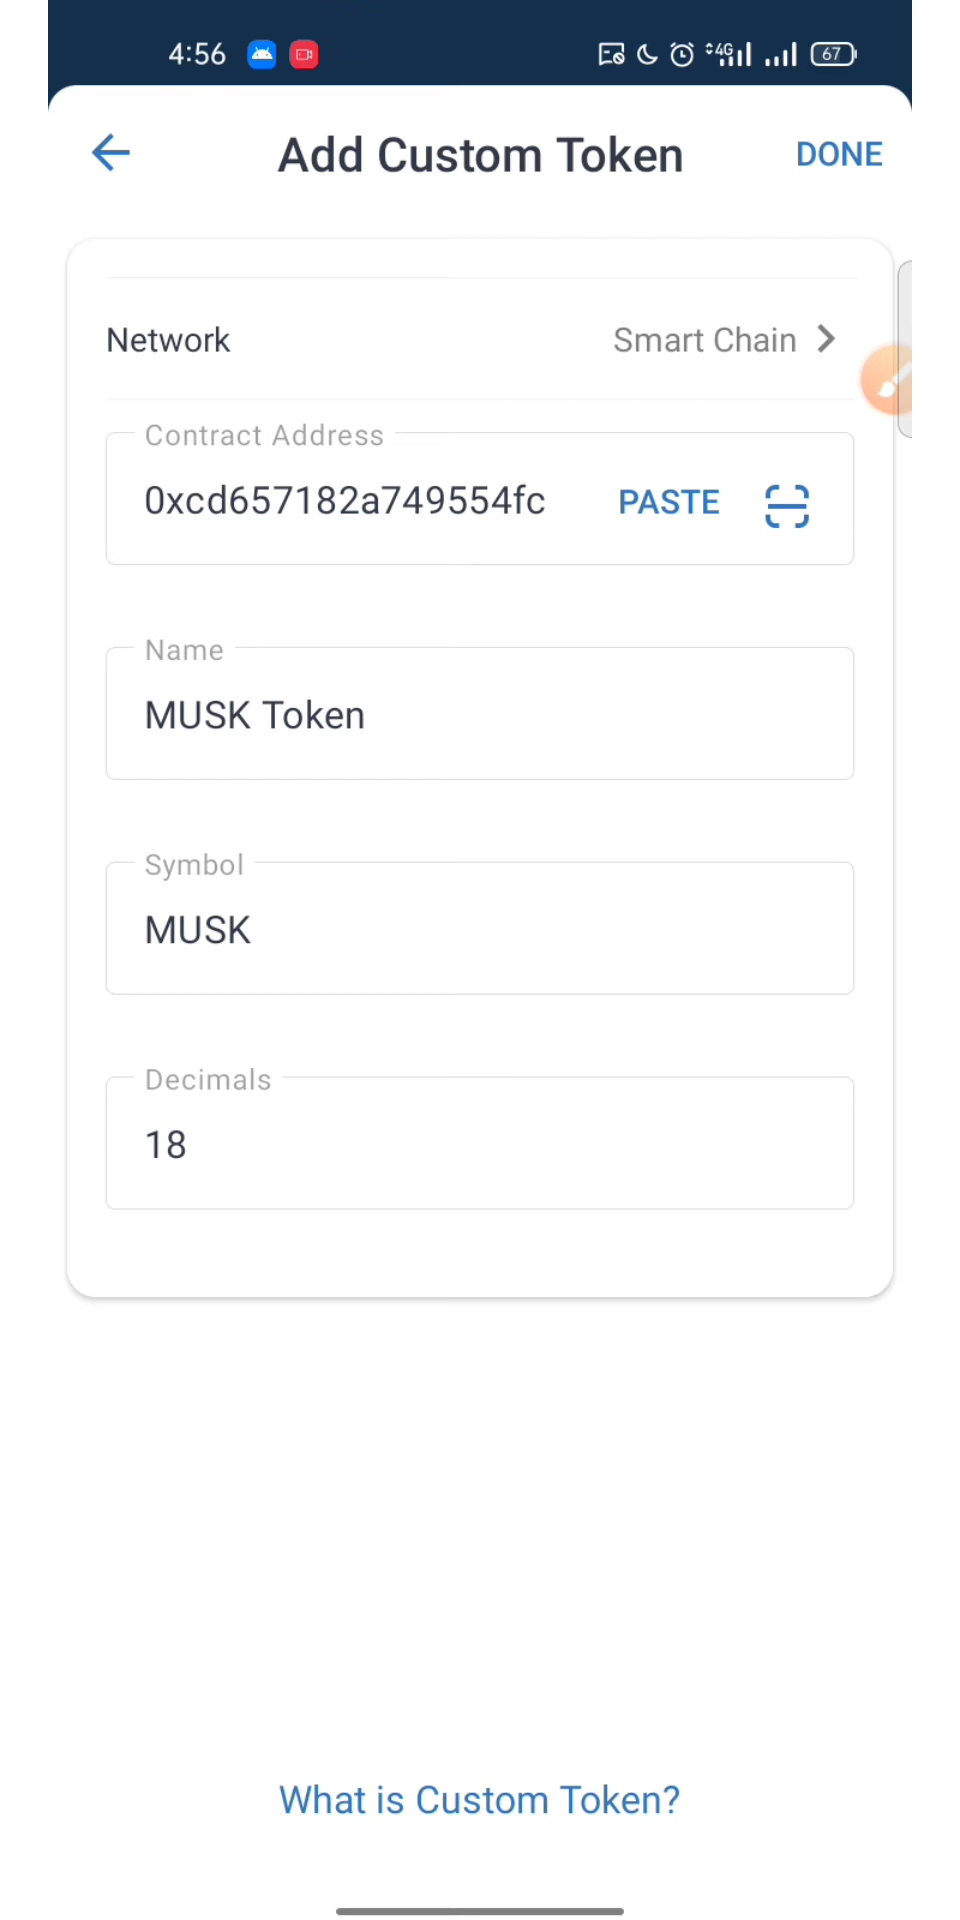 4:56
4G
67
Add Custom Token
DONE
Network
Smart Chain
Contract Address
0xcd657182a749554fc
PASTE
Name
MUSK Token
Symbol
MUSK
Decimals
18
What is Custom Token?